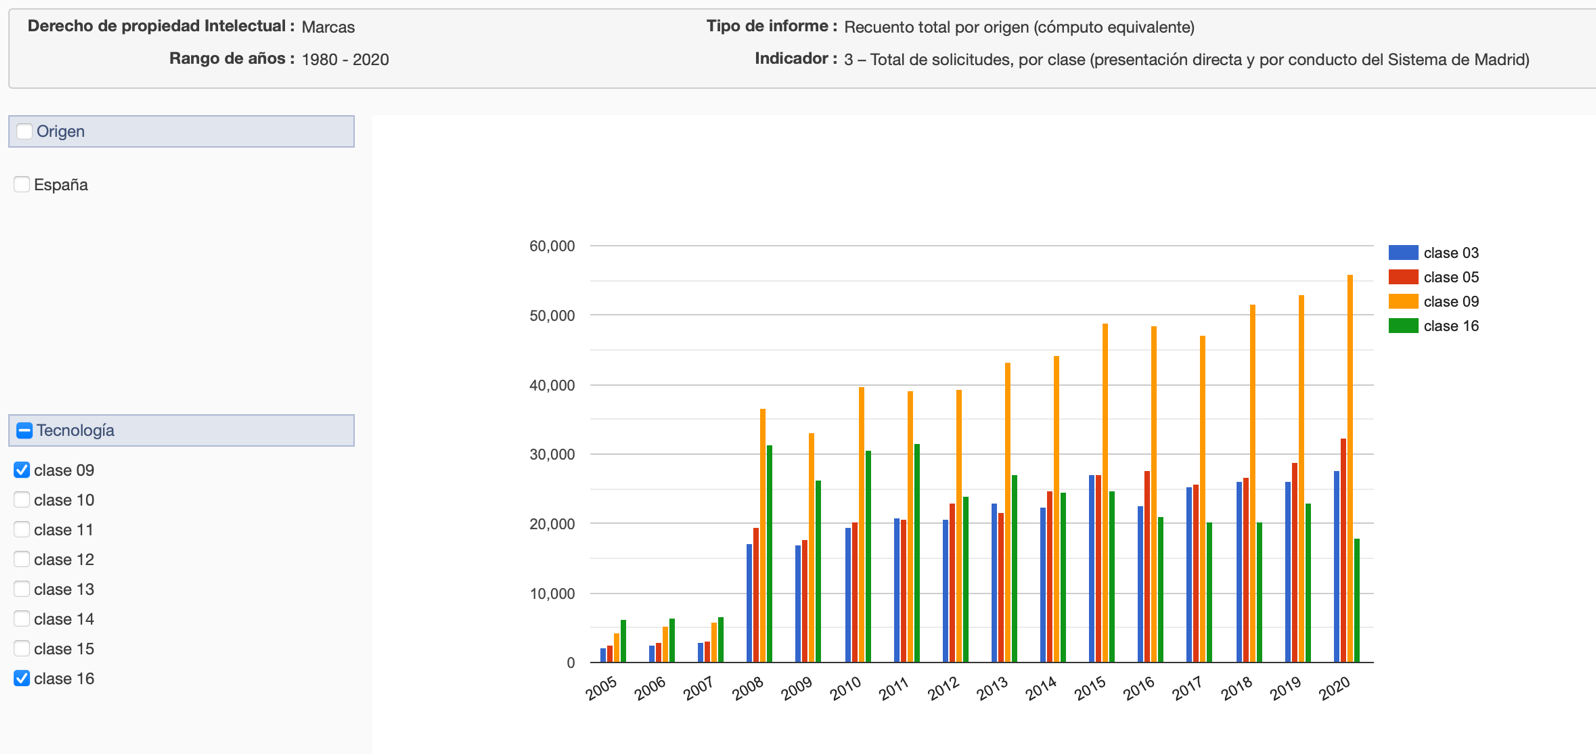 Derecho de propiedad Intelectual : Marcas
Tipo de informe : Recuento total por origen (cómputo equivalente)
Rango de años : 1980 - 2020
Indicador : 3 – Total de solicitudes, por clase (presentación directa y por conducto del Sistema de Madrid)
Origen
España
Tecnología
clase 09
clase 10
clase 11
clase 12
clase 13
clase 14
clase 15
clase 16
60,000
50,000
40,000
30,000
20,000
10,000
0
2005 2006 2007 2008 2009 2010 2011 2012 2013 2014 2015 2016 2017 2018 2019 2020
clase 03
clase 05
clase 09
clase 16